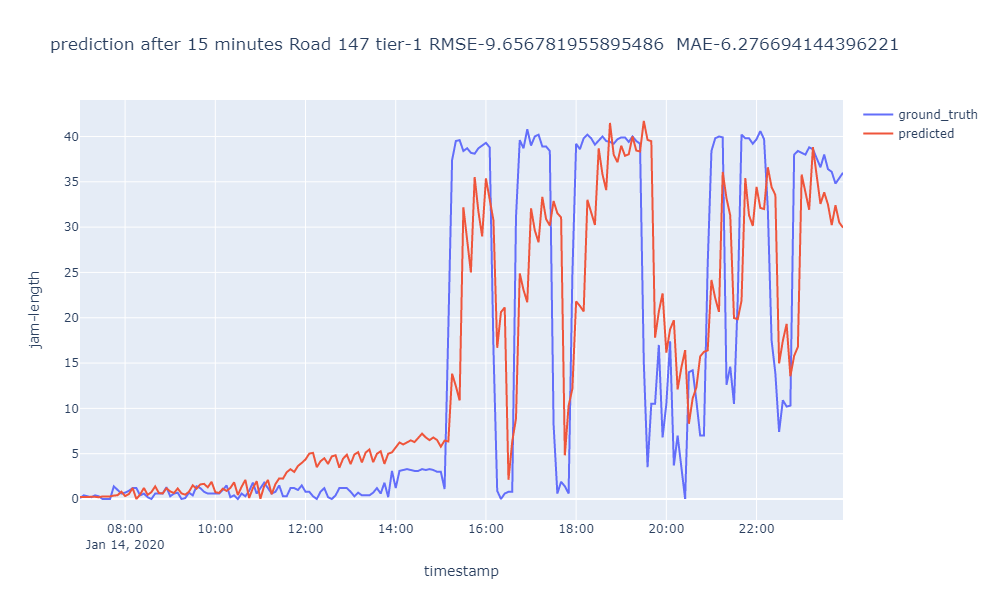 prediction after 15 minutes Road 147 tier-1 RMSE-9.656781955895486  MAE-6.276694144396221
ground_truth
predicted
40
35
30
25
20
15
10
5
0
jam-length
08:00
10:00
12:00
14:00
16:00
18:00
20:00
22:00
Jan 14, 2020
timestamp